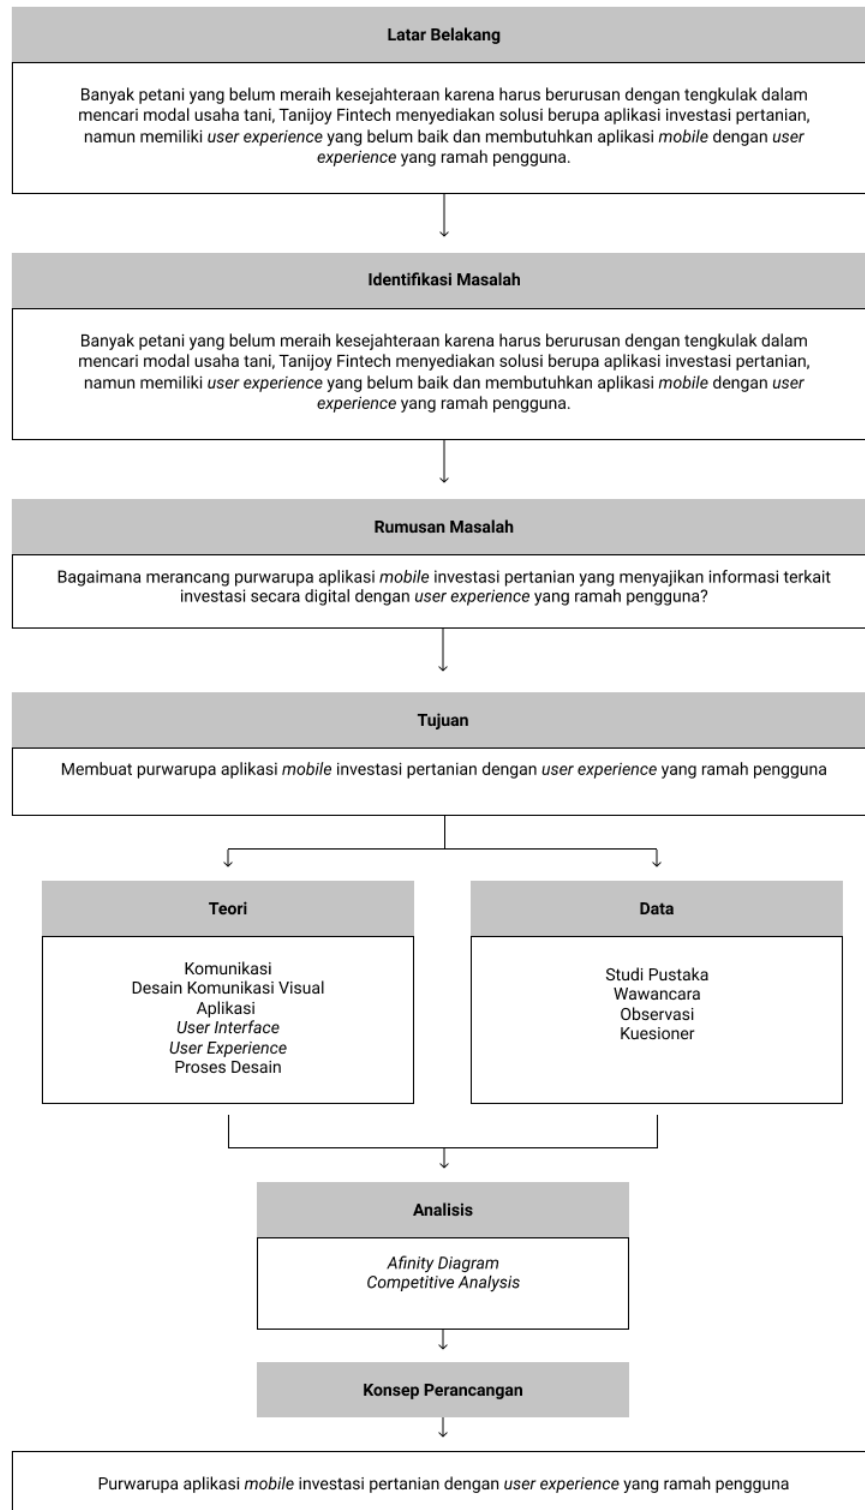 Latar Belakang
Banyak petani yang belum meraih kesejahteraan karena harus berurusan dengan tengkulak dalam
mencari modal usaha tani, Tanijoy Fintech menyediakan solusi berupa aplikasi investasi pertanian,
namun memiliki user experience yang belum baik dan membutuhkan aplikasi mobile dengan user
experience yang ramah pengguna.
Identifikasi Masalah
Banyak petani yang belum meraih kesejahteraan karena harus berurusan dengan tengkulak dalam
mencari modal usaha tani, Tanijoy Fintech menyediakan solusi berupa aplikasi investasi pertanian,
namun memiliki user experience yang belum baik dan membutuhkan aplikasi mobile dengan user
experience yang ramah pengguna.
Rumusan Masalah
Bagaimana merancang purwarupa aplikasi mobile investasi pertanian yang menyajikan informasi terkait
investasi secara digital dengan user experience yang ramah pengguna?
Tujuan
Membuat purwarupa aplikasi mobile investasi pertanian dengan user experience yang ramah pengguna
Teori
Komunikasi
Desain Komunikasi Visual
Aplikasi
User Interface
User Experience
Proses Desain
Data
Studi Pustaka
Wawancara
Observasi
Kuesioner
Analisis
Afinity Diagram
Competitive Analysis
Konsep Perancangan
Purwarupa aplikasi mobile investasi pertanian dengan user experience yang ramah pengguna